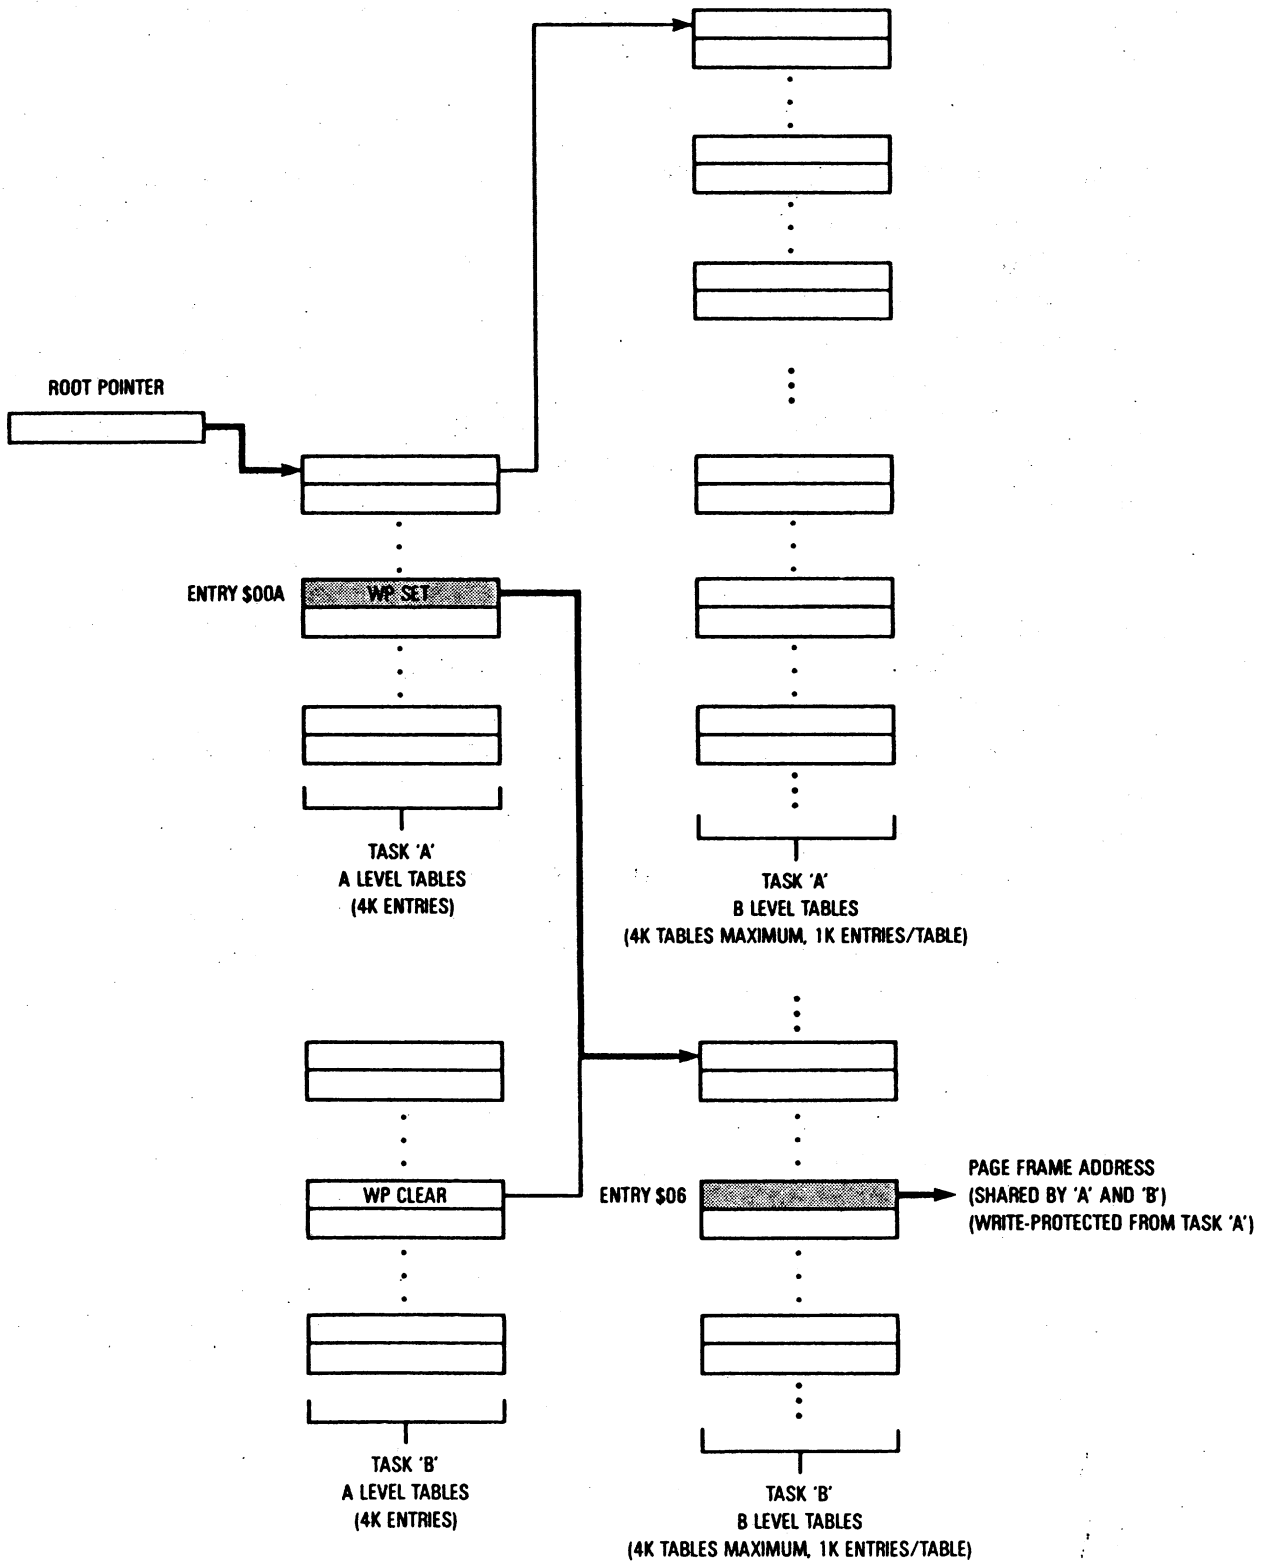 ROOT POINTER
ENTRY $00A
WP SET
TASK 'A'
A LEVEL TABLES
(4K ENTRIES)
TASK 'A'
B LEVEL TABLES
(4K TABLES MAXIMUM, 1K ENTRIES/TABLE)
WP CLEAR
ENTRY $06
PAGE FRAME ADDRESS
(SHARED BY 'A' AND 'B')
(WRITE-PROTECTED FROM TASK 'A')
TASK 'B'
A LEVEL TABLES
(4K ENTRIES)
TASK 'B'
B LEVEL TABLES
(4K TABLES MAXIMUM, 1K ENTRIES/TABLE)